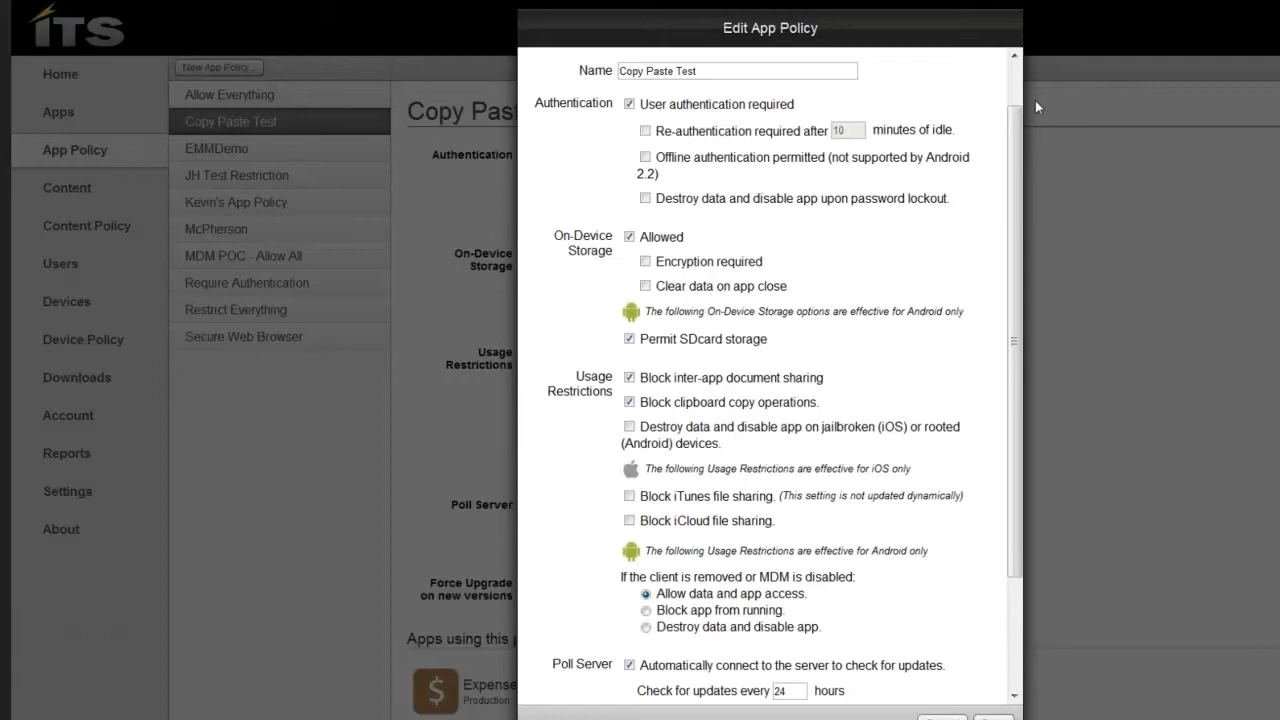 iTS
Home
Apps
App Policy
Content
Content Policy
Users
Devices
Device Policy
Downloads
Account
Reports
Settings
About
New App Policy...
Allow Everything
Copy Paste Test
EMMDemo
JH Test Restriction
Kevin's App Policy
McPherson
MDM POC - Allow All
Require Authentication
Restrict Everything
Secure Web Browser
Copy Pas
Authentication
On-Device
Storage
Usage
Restrictions
Poll Server
Force Upgrade
on new versions
Apps using this p
$
Expense
Production:
Edit App Policy
Name Copy Paste Test
Authentication User authentication required
Re-authentication required after 10 minutes of idle.
Offline authentication permitted (not supported by Android
2.2)
Destroy data and disable app upon password lockout.
On-Device
Storage
Allowed
Encryption required
Clear data on app close
The following On-Device Storage options are effective for Android only
Permit SDcard storage
Usage
Restrictions
Block inter-app document sharing
Block clipboard copy operations.
Destroy data and disable app on jailbroken (iOS) or rooted
(Android) devices.
The following Usage Restrictions are effective for iOS only
Block iTunes file sharing. (This setting is not updated dynamically)
Block iCloud file sharing.
The following Usage Restrictions are effective for Android only
If the client is removed or MDM is disabled:
Allow data and app access.
Block app from running.
Destroy data and disable app.
Poll Server Automatically connect to the server to check for updates.
Check for updates every 24 hours